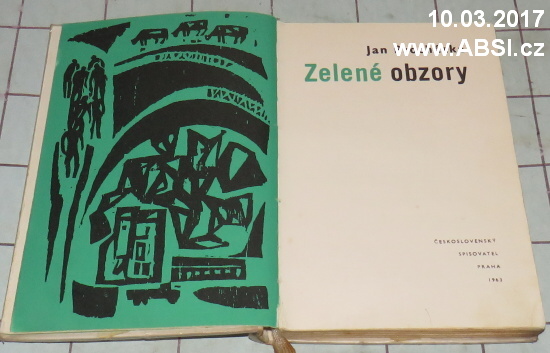 10.03.2017
www.ABSI.cz
Jan
Zelené obzory
ČESKOSLOVENSKÝ
SPISOVATEL
PRAHA